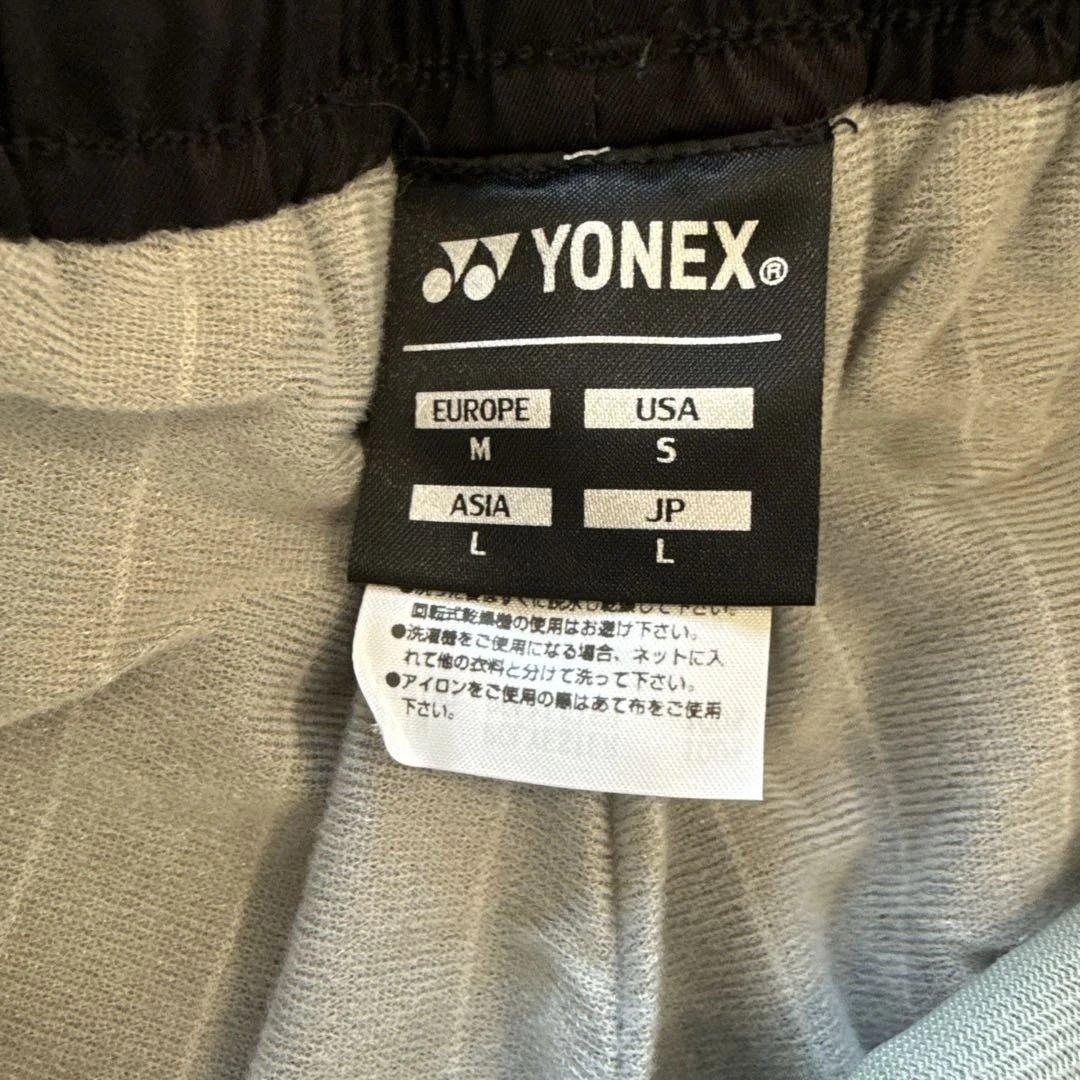 YONEX®
EUROPE USA
M S
ASIA JP
L L
回転式乾燥機の使用はお避け下さい。
●洗濯機をご使用になる場合、ネットに入
れて他の衣料と分けて洗って下さい。
●アイロンをご使用の際はあて布をご使用
下さい。